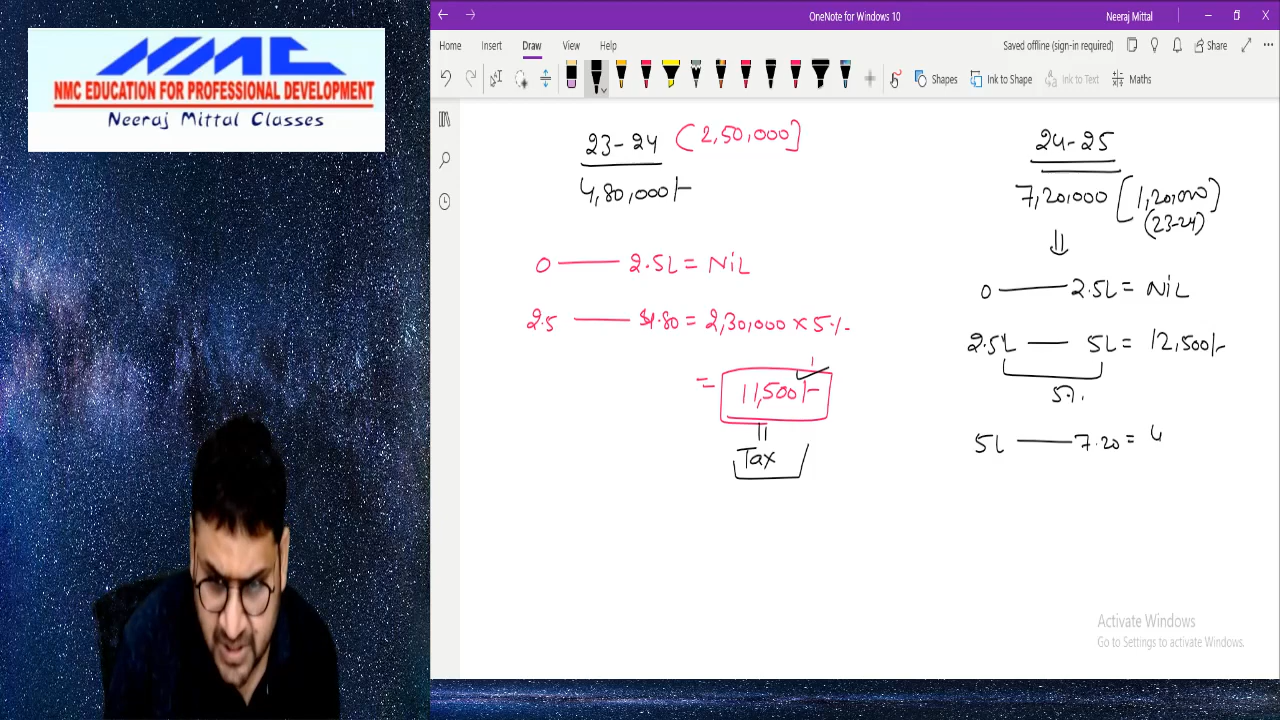 NMC
NMC EDUCATION FOR PROFESSIONAL DEVELOPMENT
Neeraj Mittal Classes
OneNote for Windows 10
Neeraj Mittal
Home Insert Draw View Help
Saved offline (sign-in required)
Share
Shapes
Ink to Shape
Ink to Text
Maths
23-24 (2,50,000]
4,80,000/-
0 — 2.5L = NiL
2.5 — 4.80 = 2,30,000 × 5%
= 11,500/-
Tax
24-25
7,20,000 [1,20,000]
(23-24)
0 — 2.5L = NiL
2.5L — 5L = 12,500/-
5%
5L — 7.20 = 4
Activate Windows
Go to Settings to activate Windows.